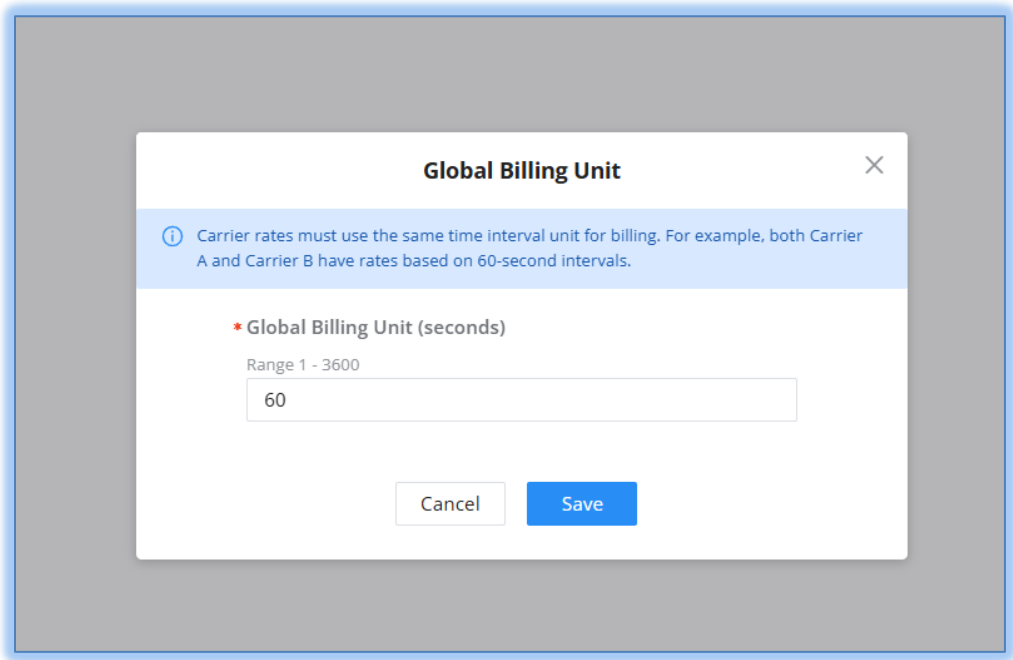 Global Billing Unit
Carrier rates must use the same time interval unit for billing. For example, both Carrier
A and Carrier B have rates based on 60-second intervals.
* Global Billing Unit (seconds)
Range 1 - 3600
60
Cancel
Save